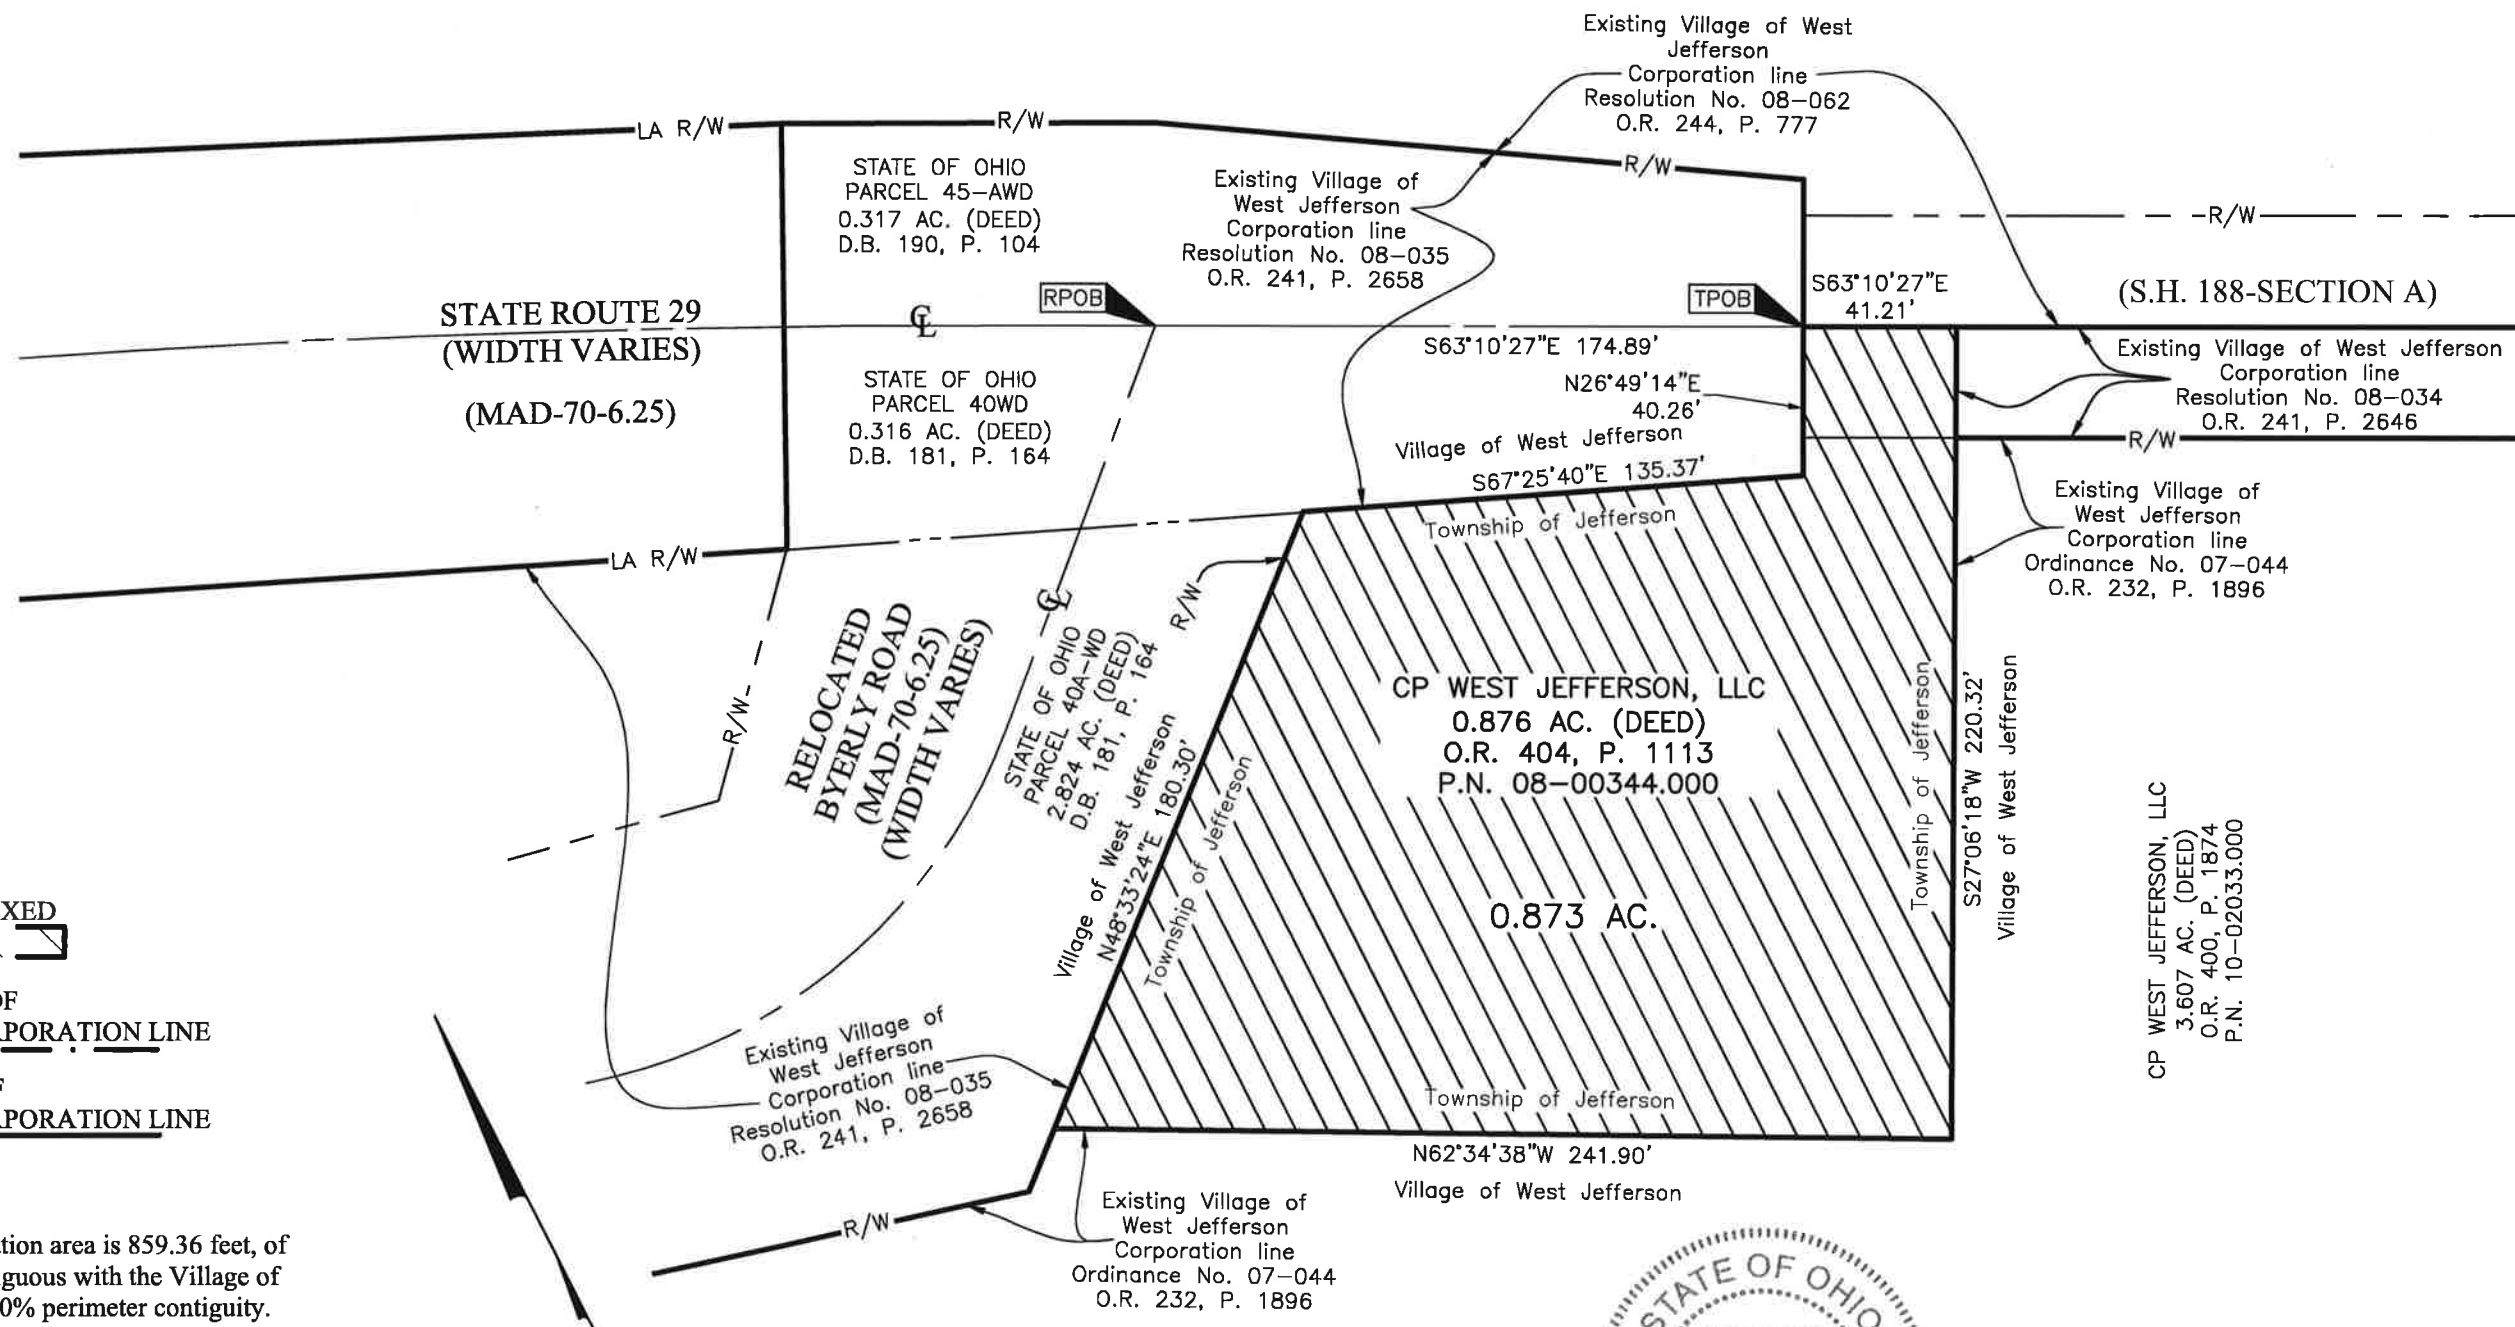 Existing Village of West
Jefferson
Corporation line
Resolution No. 08-062
O.R. 244, P. 777
LA R/W
R/W
R/W
STATE OF OHIO
PARCEL 45-AWD
0.317 AC. (DEED)
D.B. 190, P. 104
Existing Village of
West Jefferson
Corporation line
Resolution No. 08-035
O.R. 241, P. 2658
R/W
STATE ROUTE 29
(WIDTH VARIES)
(MAD-70-6.25)
CL
RPOB
TPOB
S63°10'27"E
41.21'
(S.H. 188-SECTION A)
S63°10'27"E 174.89'
N26°49'14"E
40.26'
STATE OF OHIO
PARCEL 40WD
0.316 AC. (DEED)
D.B. 181, P. 164
Existing Village of West Jefferson
Corporation line
Resolution No. 08-034
O.R. 241, P. 2646
R/W
Village of West Jefferson
S67°25'40"E 135.37'
Township of Jefferson
Existing Village of
West Jefferson
Corporation line
Ordinance No. 07-044
O.R. 232, P. 1896
LA R/W
R/W
R/W
CL
RELOCATED
BYERLY ROAD
(MAD-70-6.25)
(WIDTH VARIES)
STATE OF OHIO
PARCEL 40A-WD
2.824 AC. (DEED)
D.B. 181, P. 164
Village of West Jefferson
N48°33'24"E 180.30'
Township of Jefferson
CP WEST JEFFERSON, LLC
0.876 AC. (DEED)
O.R. 404, P. 1113
P.N. 08-00344.000
0.873 AC.
Township of Jefferson
S27°06'18"W 220.32'
Village of West Jefferson
CP WEST JEFFERSON, LLC
3.607 AC. (DEED)
O.R. 400, P. 1874
P.N. 10-02033.000
XED
OF
RPORATION LINE
F
RPORATION LINE
Existing Village of
West Jefferson
Corporation line
Resolution No. 08-035
O.R. 241, P. 2658
Township of Jefferson
N62°34'38"W 241.90'
Village of West Jefferson
R/W
Existing Village of
West Jefferson
Corporation line
Ordinance No. 07-044
O.R. 232, P. 1896
tion area is 859.36 feet, of
guous with the Village of
0% perimeter contiguity.
STATE OF OHIO